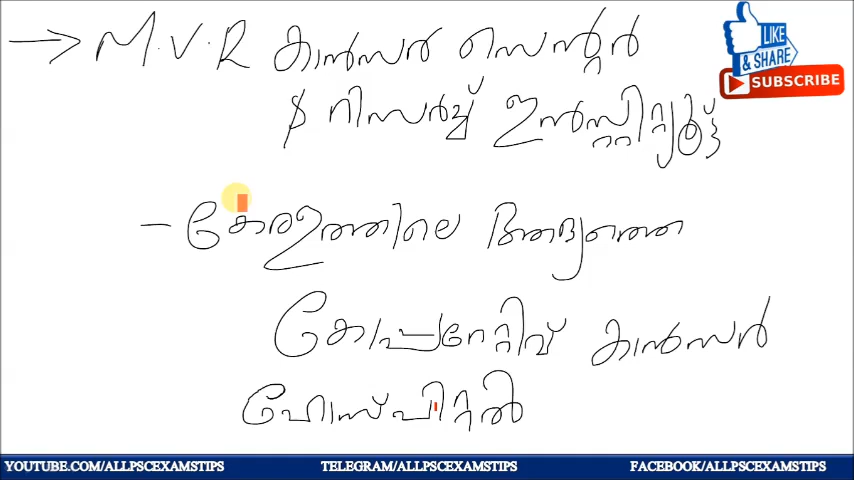 → M.V.R കാൻസർ സെന്റർ
LIKE
& SHARE
SUBSCRIBE
$ റിസർച്ച് ഇൻസ്റ്റിറ്റ്യൂട്ട്
- കേരളത്തിലെ ആദ്യത്തെ
കോപ്പറേറ്റീവ് കാൻസർ
ഹോസ്പിറ്റൽ
YOUTUBE.COM/ALLPSCEXAMSTIPS TELEGRAM/ALLPSCEXAMSTIPS FACEBOOK/ALLPSCEXAMSTIPS